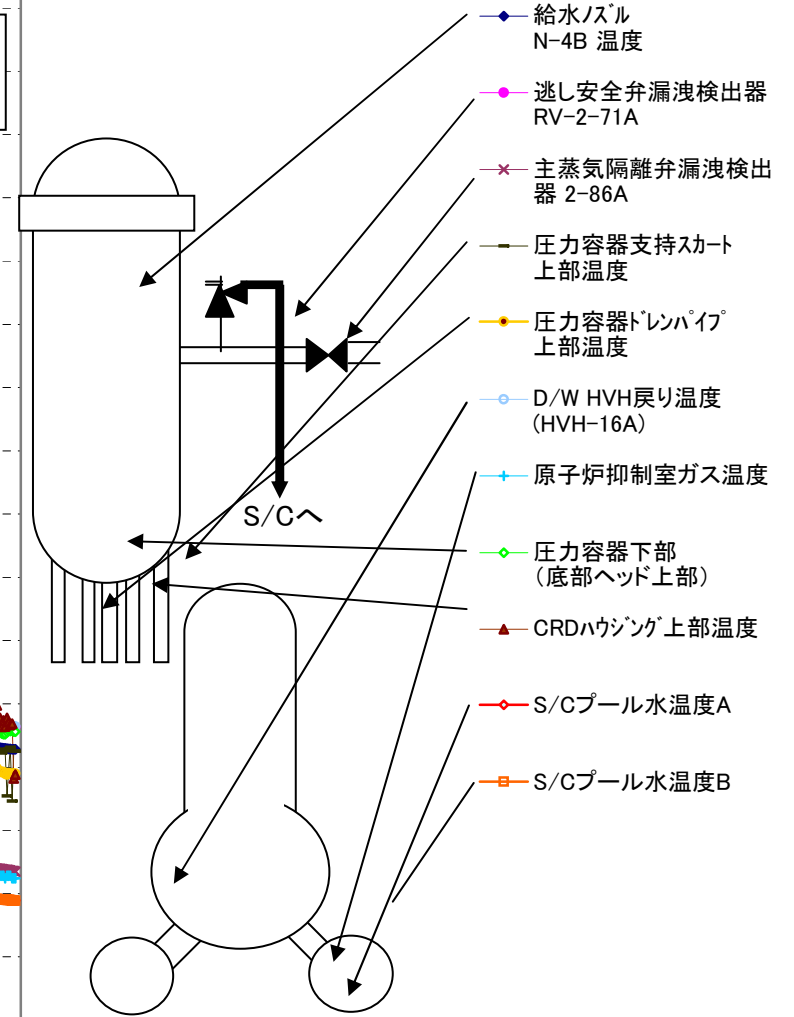 給水ﾉｽﾞﾙ
N-4B 温度
逃し安全弁漏洩検出器
RV-2-71A
主蒸気隔離弁漏洩検出
器 2-86A
圧力容器支持ｽｶｰﾄ
上部温度
圧力容器ﾄﾞﾚﾝﾊﾟｲﾌﾟ
上部温度
D/W HVH戻り温度
(HVH-16A)
原子炉抑制室ガス温度
S/Cへ
圧力容器下部
（底部ヘッド上部）
CRDﾊｳｼﾞﾝｸﾞ上部温度
S/Cプール水温度A
S/Cプール水温度B